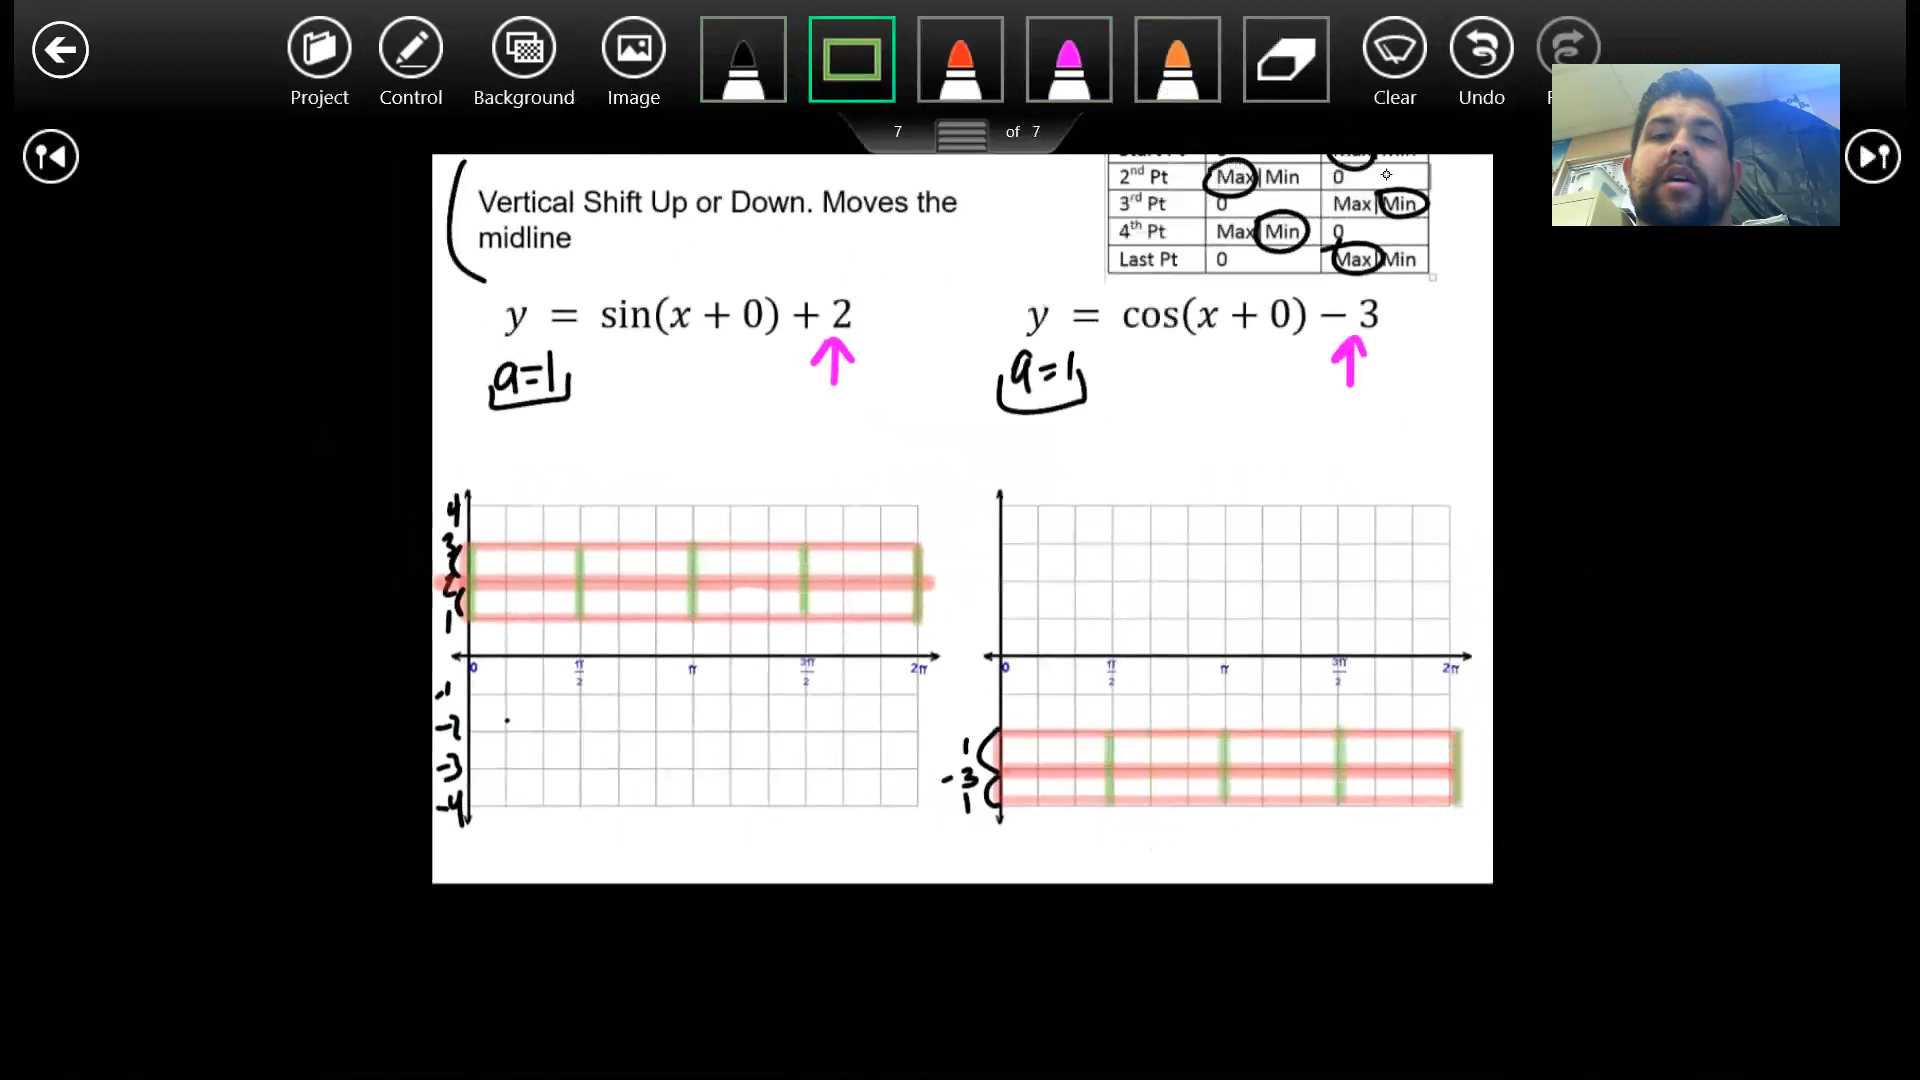 Project Control Background Image Clear Undo
7 of 7
Vertical Shift Up or Down. Moves the
midline
2nd Pt Max|Min 0
3rd Pt 0 Max|Min
4th Pt Max|Min 0
Last Pt 0 Max|Min
y = sin(x + 0) + 2
y = cos(x + 0) − 3
a=1
a=1
4
3
2
1
0 π/2 π 3π/2 2π
-1
-2
-3
-4
0 π/2 π 3π/2 2π
1
-3
1